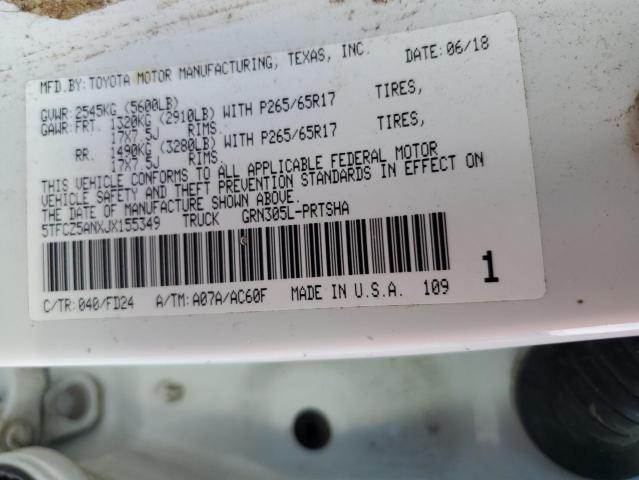 MFD.BY: TOYOTA MOTOR MANUFACTURING, TEXAS, INC. DATE: 06/18
GVWR: 2545KG (5600LB)
GAWR: FRT. 1320KG (2910LB) WITH P265/65R17 TIRES,
17X7.5J RIMS.
RR. 1490KG (3280LB) WITH P265/65R17 TIRES,
17X7.5J RIMS.
THIS VEHICLE CONFORMS TO ALL APPLICABLE FEDERAL MOTOR
VEHICLE SAFETY AND THEFT PREVENTION STANDARDS IN EFFECT ON
THE DATE OF MANUFACTURE SHOWN ABOVE.
5TFCZ5ANXJX155349 TRUCK GRN305L-PRTSHA
C/TR: 040/FD24 A/TM: A07A/AC60F MADE IN U.S.A. 109 1